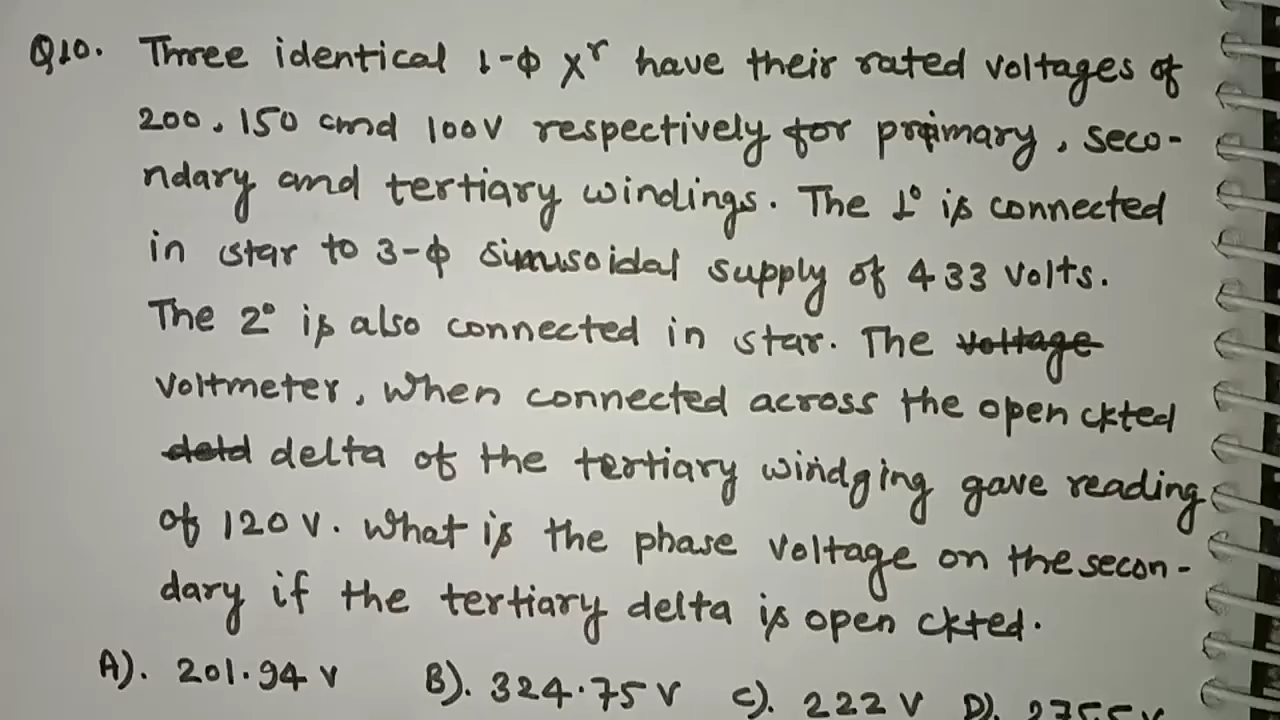 Q10. Three identical 1-ϕ Xʳ have their rated voltages of
200, 150 and 100V respectively for primary, seco-
ndary and tertiary windings. The 1° is connected
in star to 3-ϕ sinusoidal supply of 433 volts.
The 2° is also connected in star. The voltage
voltmeter, when connected across the open ckted
deld delta of the tertiary windging gave reading
of 120 V. What is the phase voltage on the secon-
dary if the tertiary delta is open ckted.
A). 201.94 V B). 324.75 V C). 222 V D).